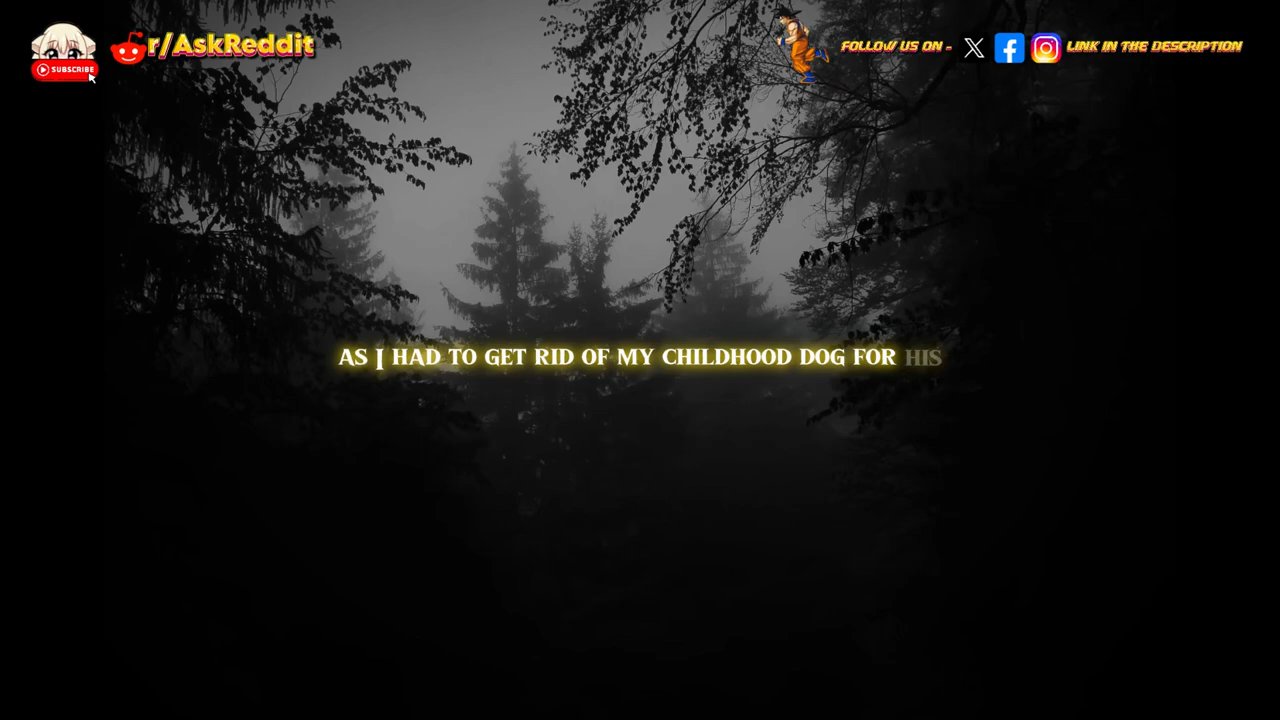 SUBSCRIBE
r/AskReddit
FOLLOW US ON -
LINK IN THE DESCRIPTION
AS I HAD TO GET RID OF MY CHILDHOOD DOG FOR HIS